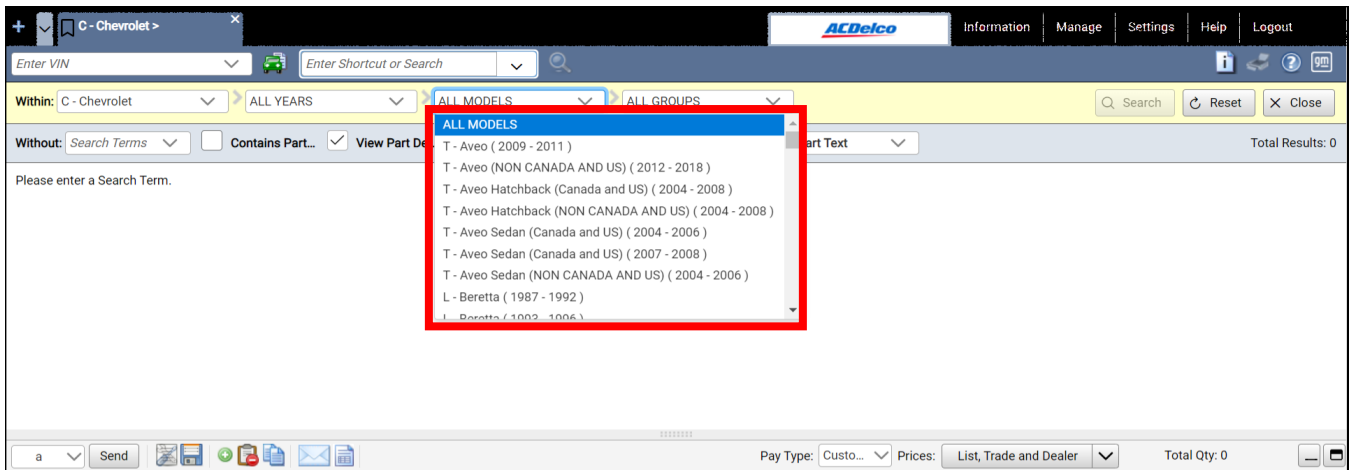 C - Chevrolet >
ACDelco
Information Manage Settings Help Logout
Enter VIN
Enter Shortcut or Search
gm
Within: C - Chevrolet ALL YEARS ALL MODELS ALL GROUPS Search Reset Close
Without: Search Terms Contains Part... View Part De art Text Total Results: 0
Please enter a Search Term.
ALL MODELS
T - Aveo ( 2009 - 2011 )
T - Aveo (NON CANADA AND US) ( 2012 - 2018 )
T - Aveo Hatchback (Canada and US) ( 2004 - 2008 )
T - Aveo Hatchback (NON CANADA AND US) ( 2004 - 2008 )
T - Aveo Sedan (Canada and US) ( 2004 - 2006 )
T - Aveo Sedan (Canada and US) ( 2007 - 2008 )
T - Aveo Sedan (NON CANADA AND US) ( 2004 - 2006 )
L - Beretta ( 1987 - 1992 )
L - Beretta ( 1993 - 1996 )
a Send Pay Type: Custo... Prices: List, Trade and Dealer Total Qty: 0